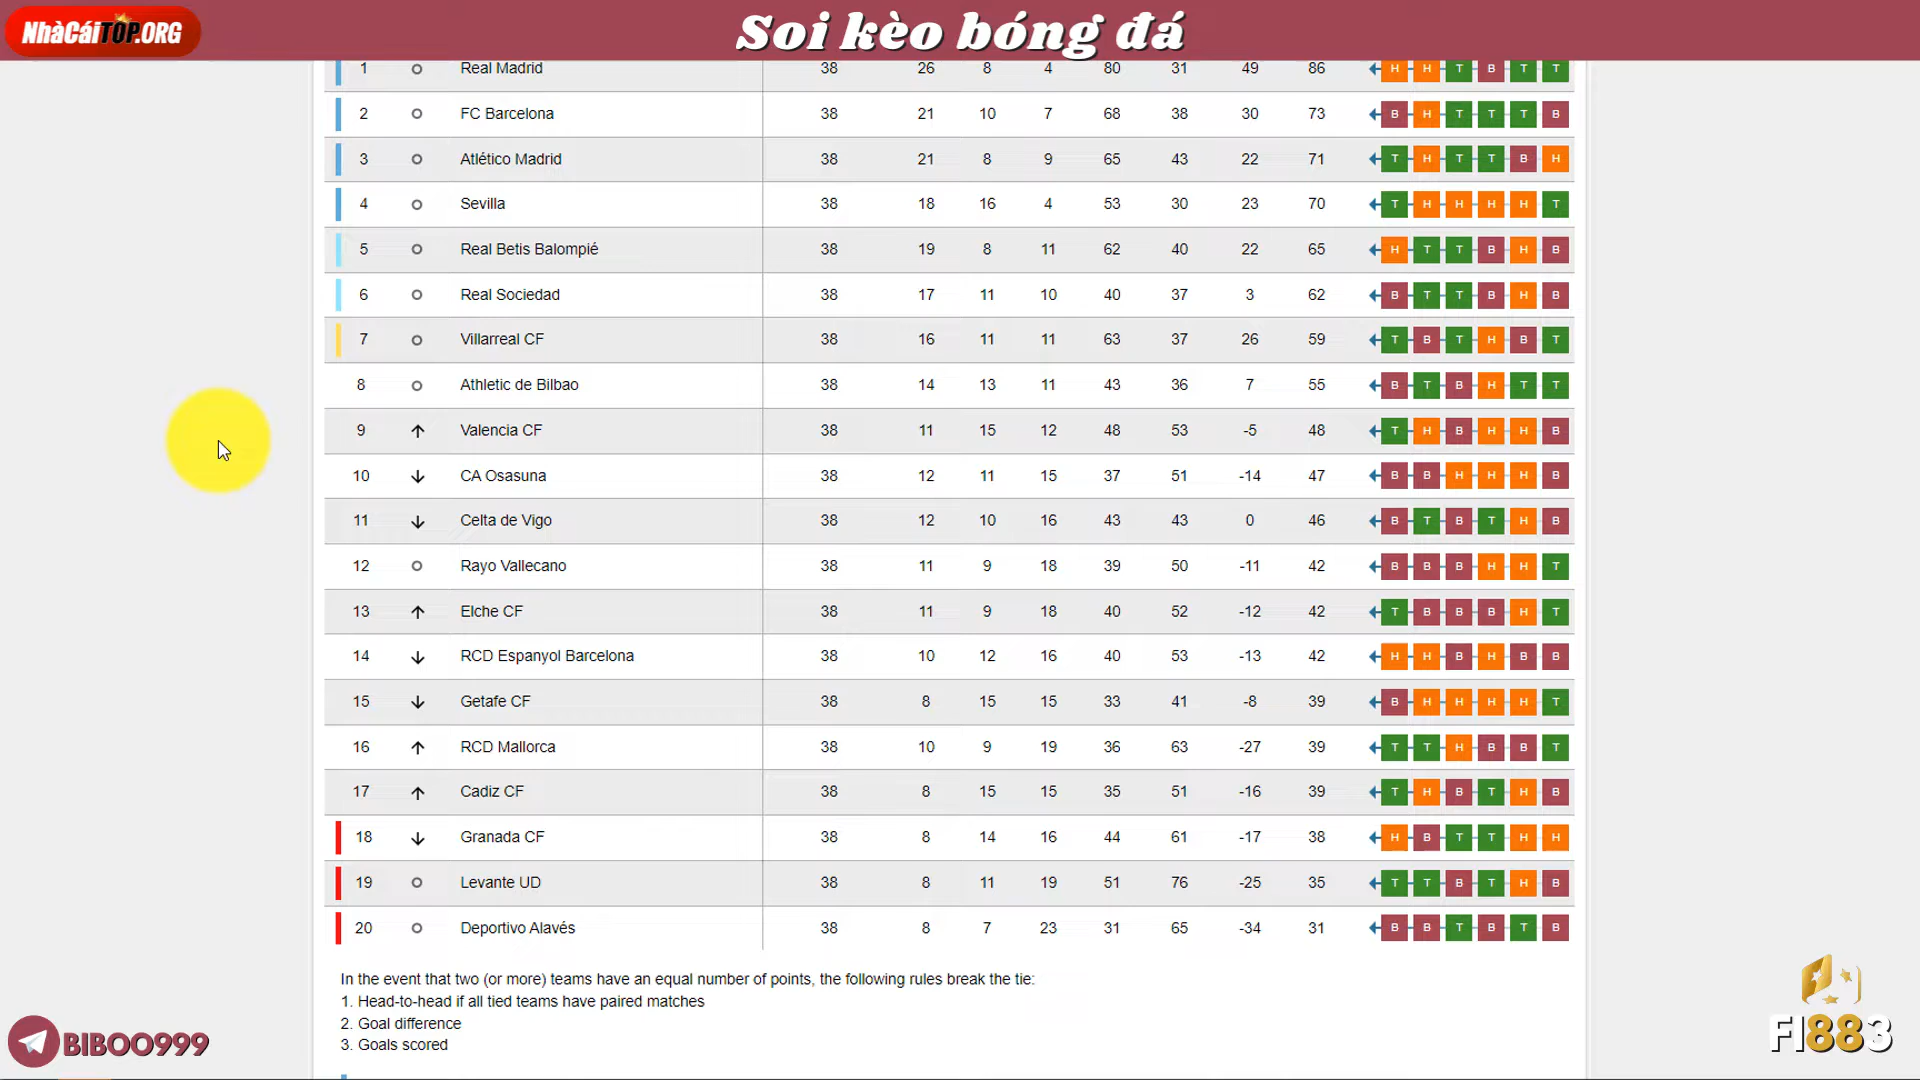 NhàCáiTOP.ORG
Soi kèo bóng đá
1 Real Madrid 38 26 8 4 80 31 49 86 H H T B T T
2 FC Barcelona 38 21 10 7 68 38 30 73 B H T T T B
3 Atlético Madrid 38 21 8 9 65 43 22 71 T H T T B H
4 Sevilla 38 18 16 4 53 30 23 70 T H H H H T
5 Real Betis Balompié 38 19 8 11 62 40 22 65 H T T B H B
6 Real Sociedad 38 17 11 10 40 37 3 62 B T T B H B
7 Villarreal CF 38 16 11 11 63 37 26 59 T B T H B T
8 Athletic de Bilbao 38 14 13 11 43 36 7 55 B T B H T T
9 Valencia CF 38 11 15 12 48 53 -5 48 T H B H H B
10 CA Osasuna 38 12 11 15 37 51 -14 47 B B H H H B
11 Celta de Vigo 38 12 10 16 43 43 0 46 B T B T H B
12 Rayo Vallecano 38 11 9 18 39 50 -11 42 B B B H H T
13 Elche CF 38 11 9 18 40 52 -12 42 T B B B H T
14 RCD Espanyol Barcelona 38 10 12 16 40 53 -13 42 H H B H B B
15 Getafe CF 38 8 15 15 33 41 -8 39 B H H H H T
16 RCD Mallorca 38 10 9 19 36 63 -27 39 T T H B B T
17 Cadiz CF 38 8 15 15 35 51 -16 39 T H B T H B
18 Granada CF 38 8 14 16 44 61 -17 38 H B T T H H
19 Levante UD 38 8 11 19 51 76 -25 35 T T B T H B
20 Deportivo Alavés 38 8 7 23 31 65 -34 31 B B T B T B
In the event that two (or more) teams have an equal number of points, the following rules break the tie:
1. Head-to-head if all tied teams have paired matches
2. Goal difference
3. Goals scored
BIBOO999
FI883